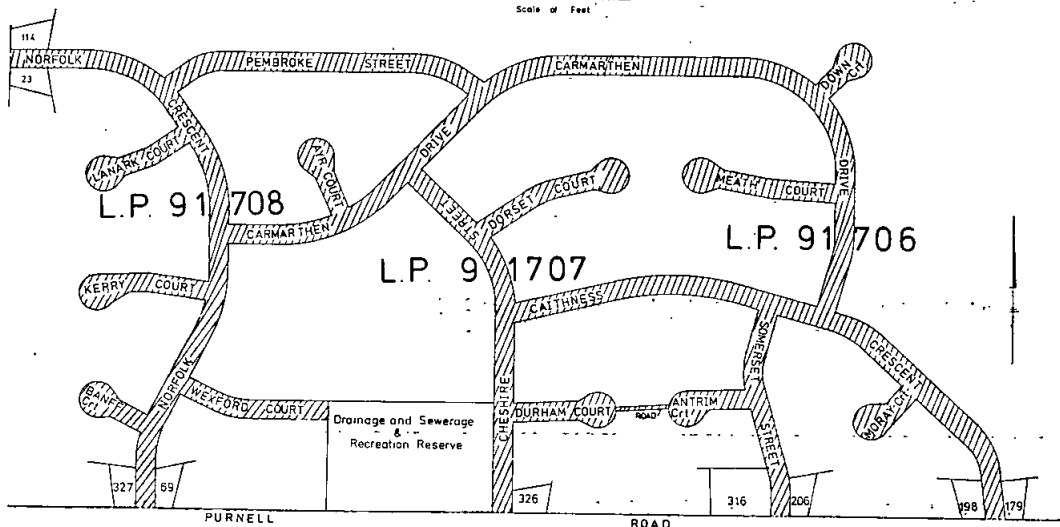 Scale of Feet
114
NORFOLK
23
CRESCENT
PEMBROKE STREET
CARMARTHEN
DRIVE
DOWN Crt
LANARK COURT
AYR COURT
DRIVE
STREET
DORSET COURT
MEATH COURT
L.P. 91708
CARMARTHEN
L.P. 91707
L.P. 91706
KERRY COURT
CAITHNESS
CRESCENT
SOMERSET
STREET
NORFOLK
BANFF Crt
WEXFORD COURT
CHESHIRE
Drainage and Sewerage
&
Recreation Reserve
DURHAM COURT
ROAD
ANTRIM Crt
MORAY Crt
327
69
326
316
206
198
179
PURNELL ROAD